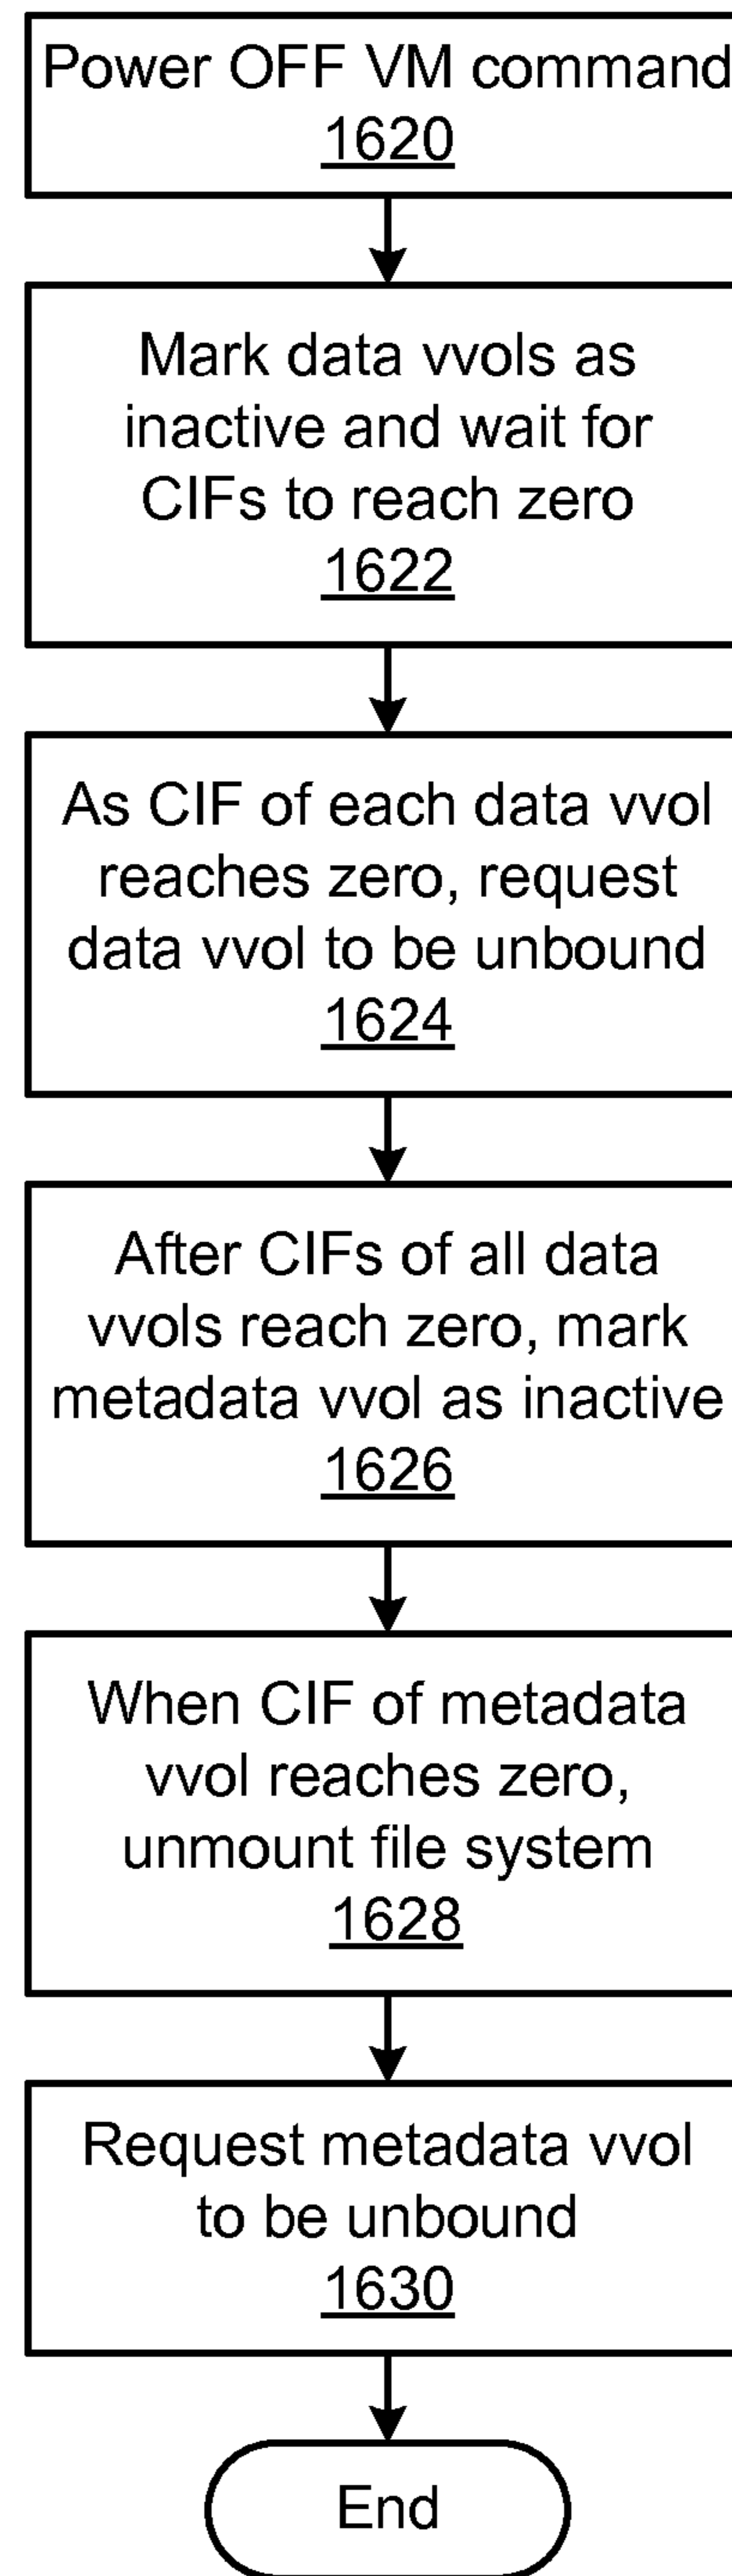 Power OFF VM command
1620
Mark data vvols as
inactive and wait for
CIFs to reach zero
1622
As CIF of each data vvol
reaches zero, request
data vvol to be unbound
1624
After CIFs of all data
vvols reach zero, mark
metadata vvol as inactive
1626
When CIF of metadata
vvol reaches zero,
unmount file system
1628
Request metadata vvol
to be unbound
1630
End